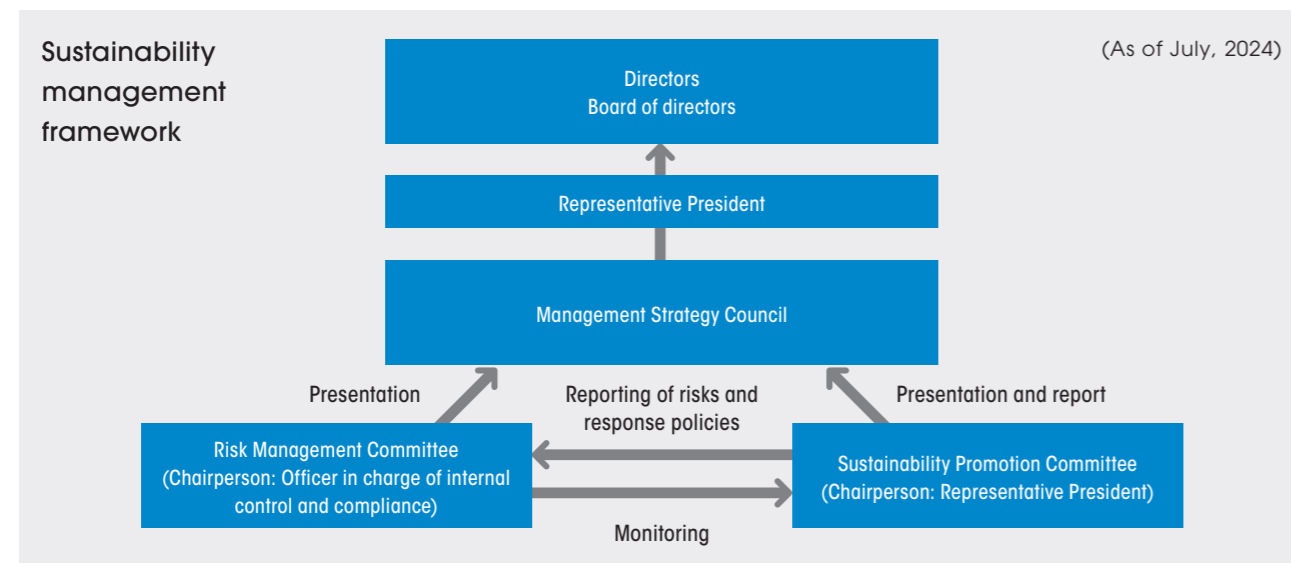 Sustainability
management
framework
(As of July, 2024)
Directors
Board of directors
Representative President
Management Strategy Council
Presentation
Reporting of risks and
response policies
Presentation and report
Risk Management Committee
(Chairperson: Officer in charge of internal
control and compliance)
Sustainability Promotion Committee
(Chairperson: Representative President)
Monitoring